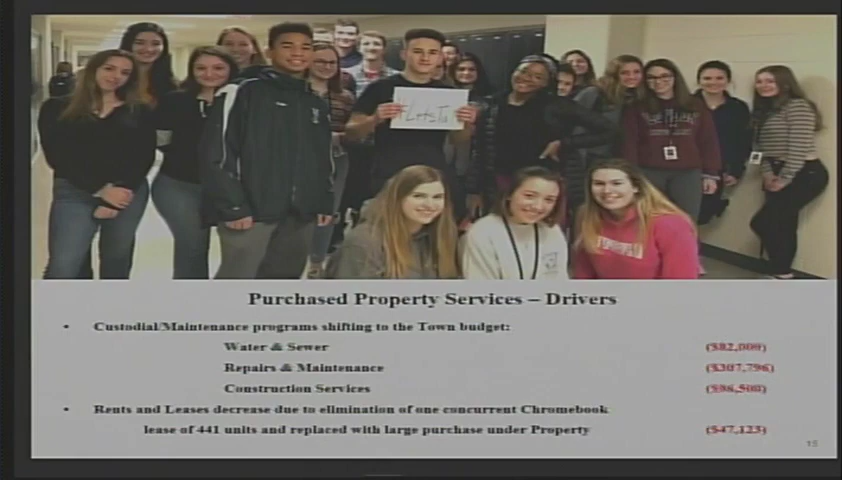 #LetsTa
Purchased Property Services – Drivers
• Custodial/Maintenance programs shifting to the Town budget:
Water & Sewer ($82,000)
Repairs & Maintenance ($307,796)
Construction Services ($98,500)
• Rents and Leases decrease due to elimination of one concurrent Chromebook
lease of 441 units and replaced with large purchase under Property ($47,123)
15